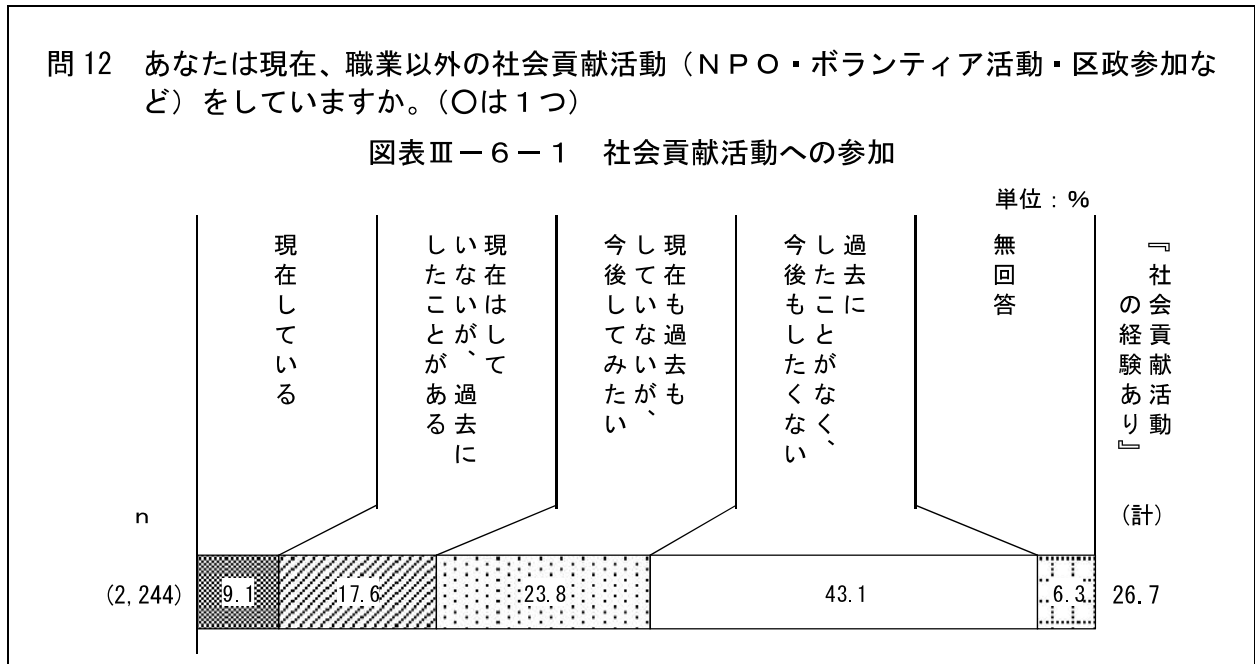 問12 あなたは現在、職業以外の社会貢献活動（ＮＰＯ・ボランティア活動・区政参加な
ど）をしていますか。（〇は１つ）
図表Ⅲ－６－１ 社会貢献活動への参加
単位：％
現在している
現在はして
いないが、過去に
したことがある
現在も過去も
していないが、
今後してみたい
過去に
したことがなく、
今後もしたくない
無回答
『社会貢献活動
の経験あり』
（計）
ｎ
(2,244)
9.1
17.6
23.8
43.1
6.3
26.7